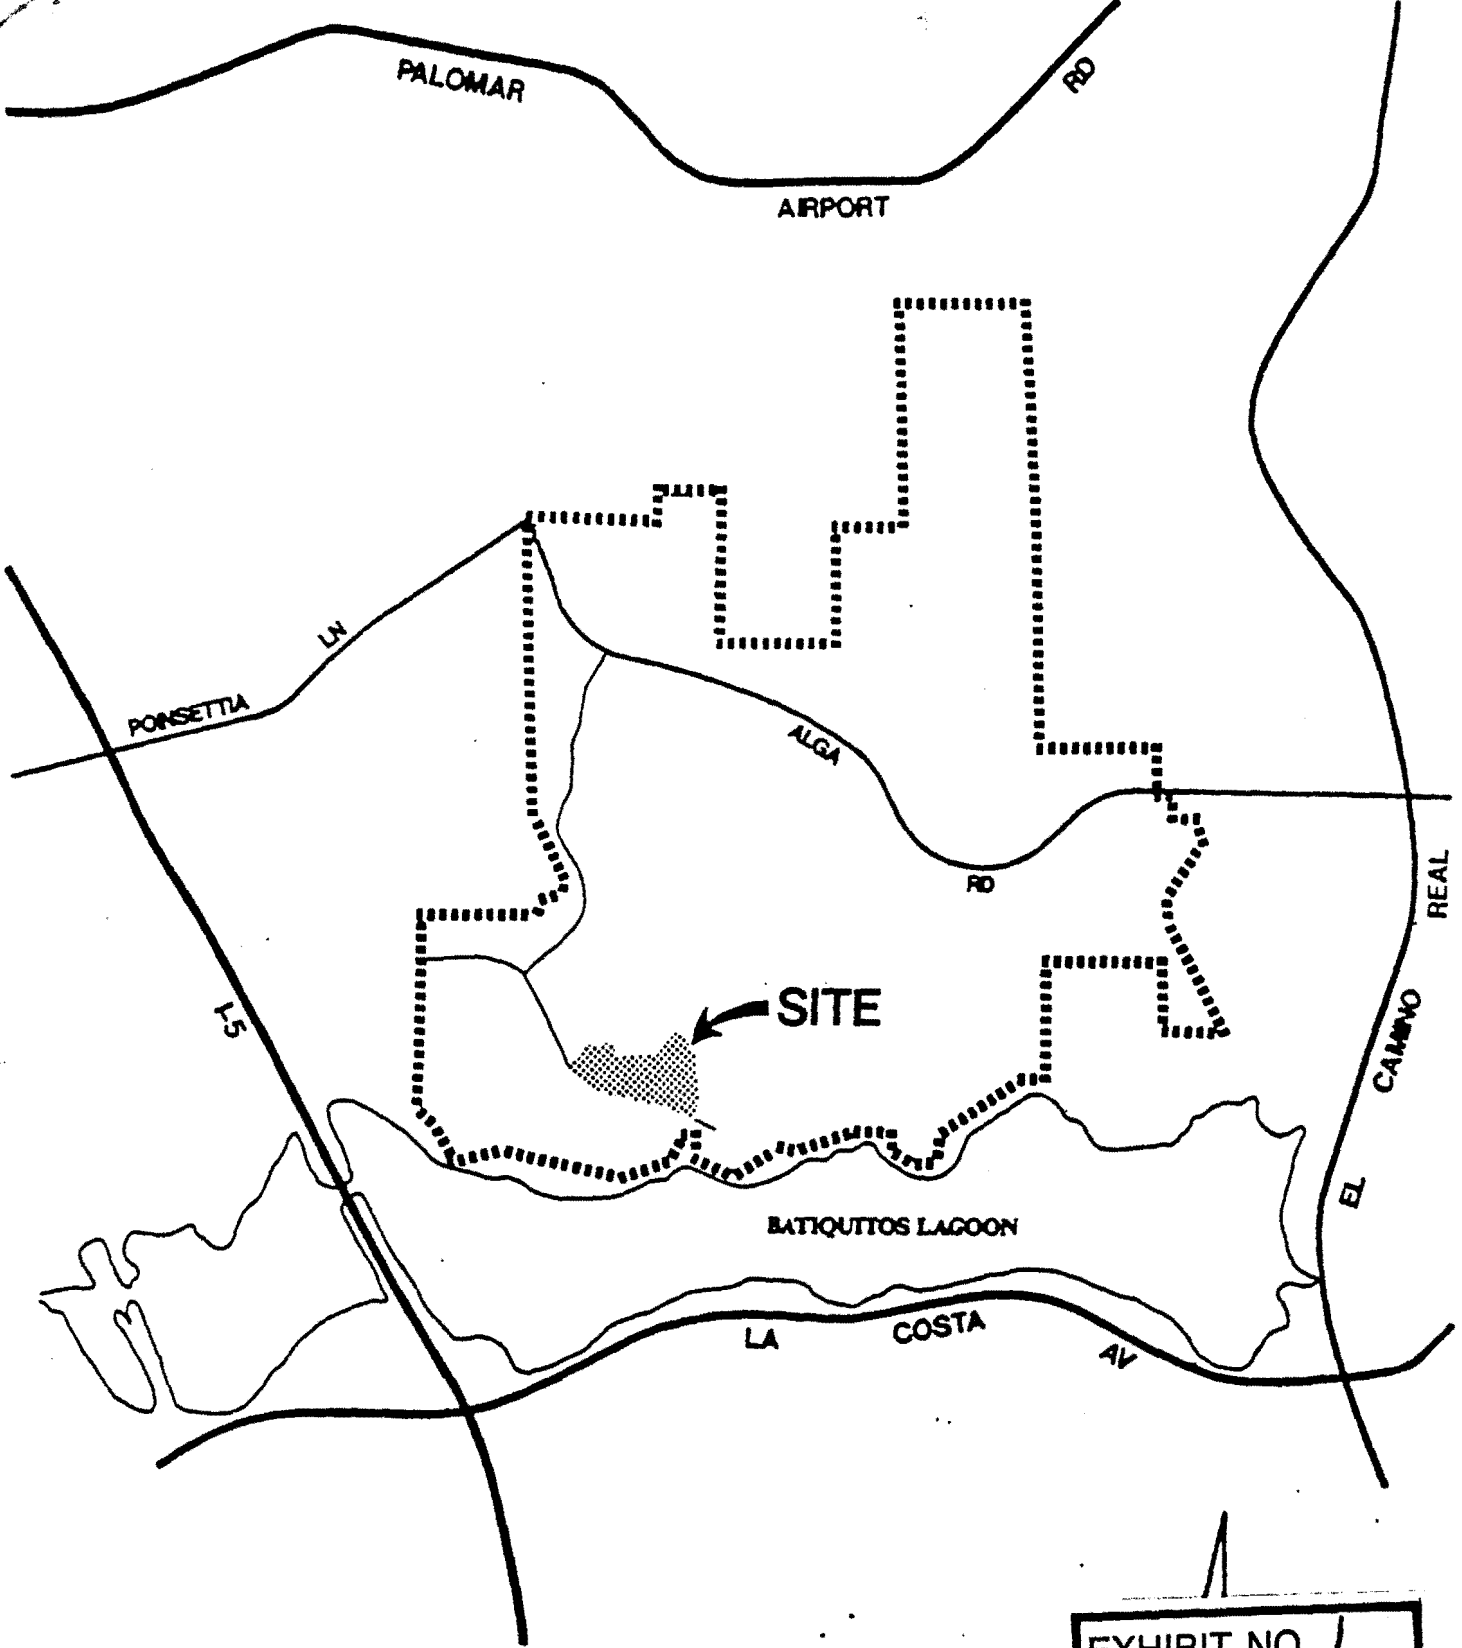 PALOMAR
RD
AIRPORT
LN
POINSETTIA
ALGA
RD
REAL
SITE
I-5
CAMINO
EL
BATIQUITOS LAGOON
LA
COSTA
AV
EXHIBIT NO.